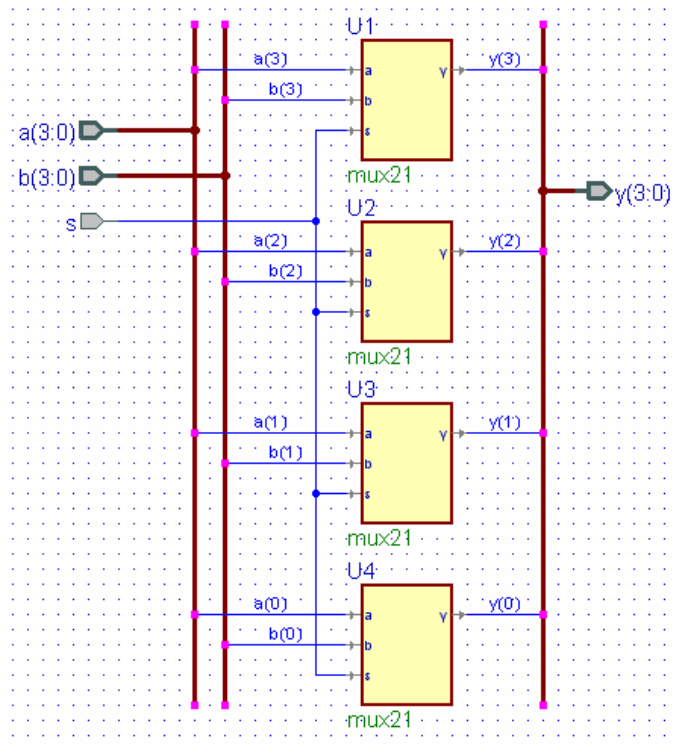 U1
a(3)
a
y
y(3)
b(3)
b
a(3:0)
s
mux21
b(3:0)
U2
y(3:0)
s
a(2)
a
y
y(2)
b(2)
b
s
mux21
U3
a(1)
a
y
y(1)
b(1)
b
s
mux21
U4
a(0)
a
y
y(0)
b(0)
b
s
mux21